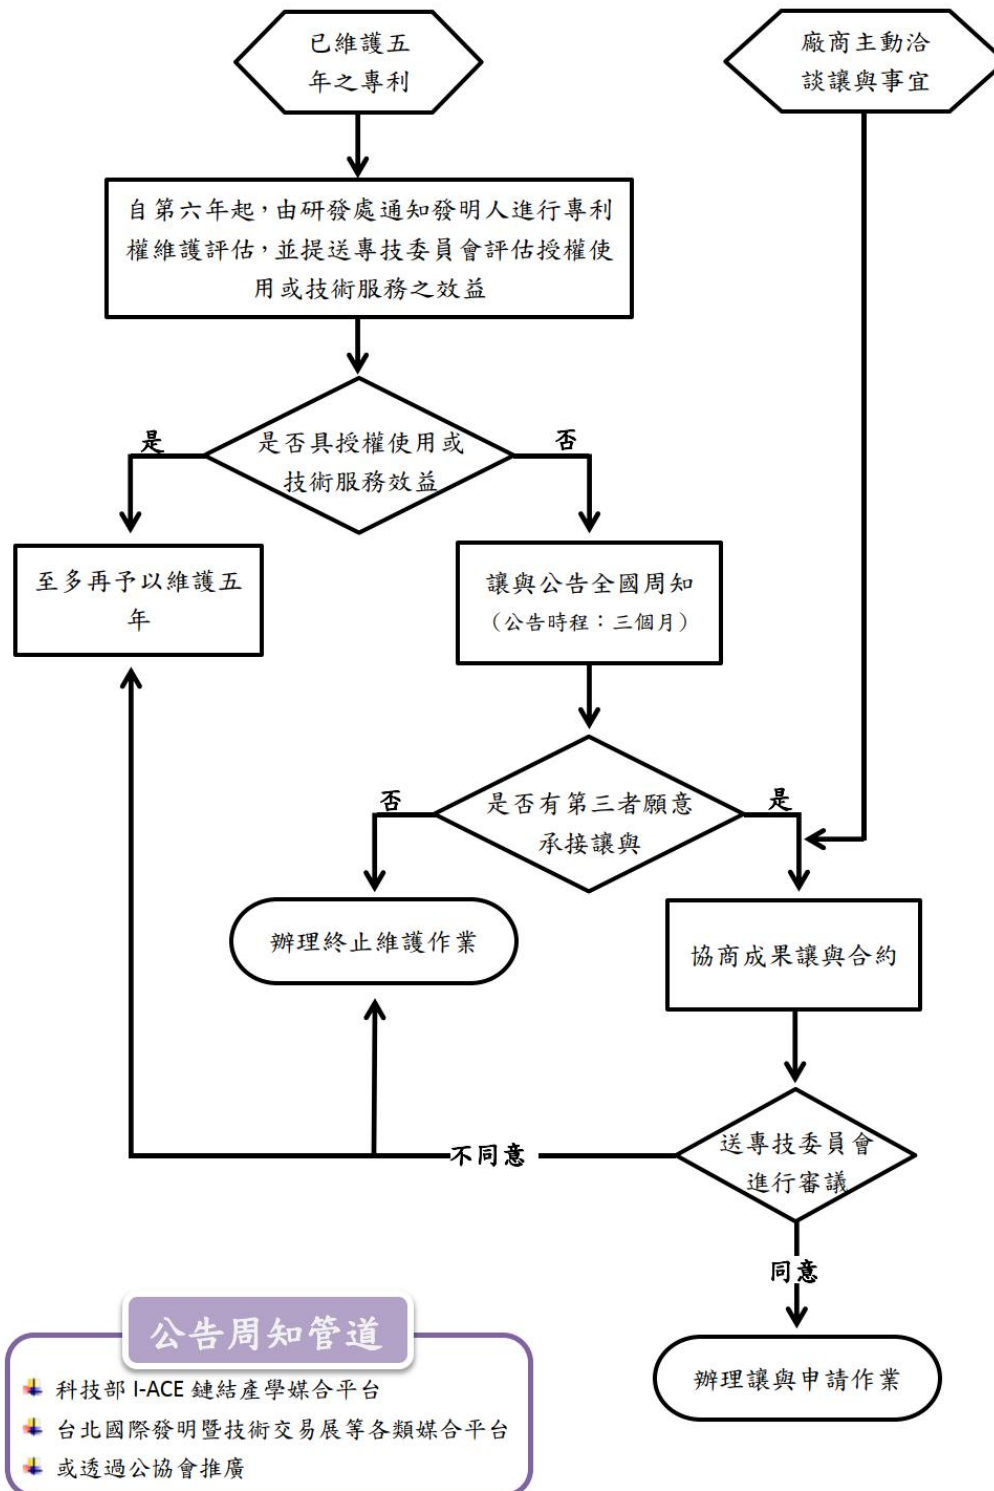 已維護五
年之專利
廠商主動洽
談讓與事宜
自第六年起，由研發處通知發明人進行專利
權維護評估，並提送專技委員會評估授權使
用或技術服務之效益
是否具授權使用或
技術服務效益
是
否
至多再予以維護五
年
讓與公告全國周知
（公告時程：三個月）
是否有第三者願意
承接讓與
否
是
辦理終止維護作業
協商成果讓與合約
送專技委員會
進行審議
不同意
同意
辦理讓與申請作業
公告周知管道
科技部 I-ACE 鏈結產學媒合平台
台北國際發明暨技術交易展等各類媒合平台
或透過公協會推廣